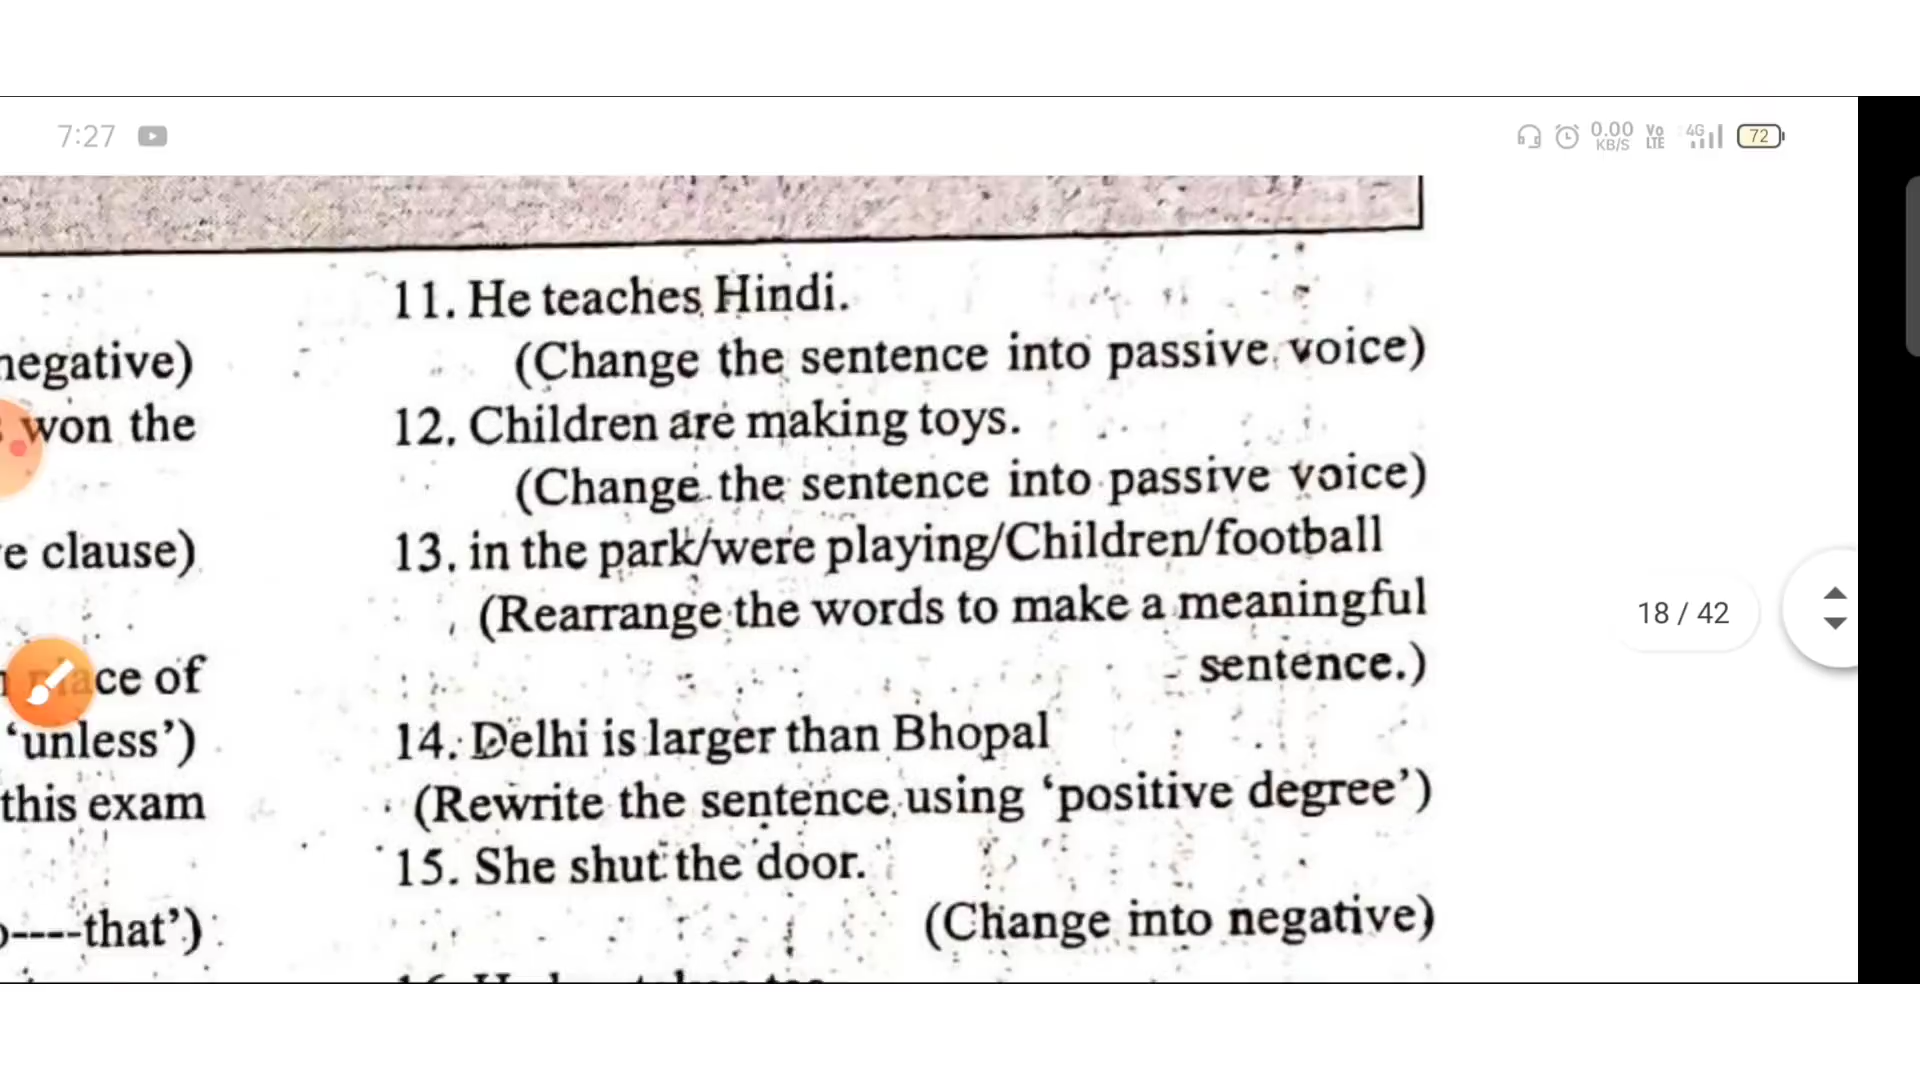 7:27
0.00
KB/S
Vo
LTE
4G
72
negative)
won the
e clause)
ce of
‘unless’)
this exam
----that’)
11. He teaches Hindi.
(Change the sentence into passive voice)
12. Children are making toys.
(Change the sentence into passive voice)
13. in the park/were playing/Children/football
(Rearrange the words to make a meaningful
sentence.)
14. Delhi is larger than Bhopal
(Rewrite the sentence using ‘positive degree’)
15. She shut the door.
(Change into negative)
18 / 42